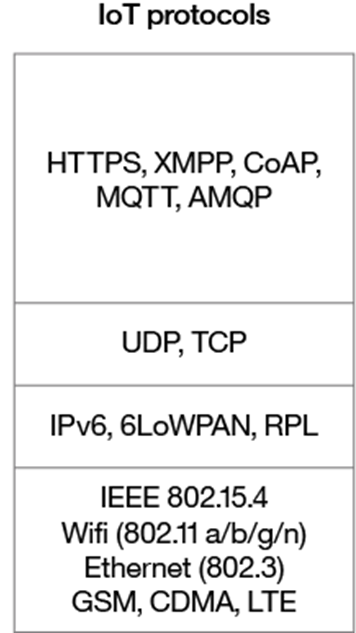 IoT protocols
HTTPS, XMPP, CoAP,
MQTT, AMQP
UDP, TCP
IPv6, 6LoWPAN, RPL
IEEE 802.15.4
Wifi (802.11 a/b/g/n)
Ethernet (802.3)
GSM, CDMA, LTE